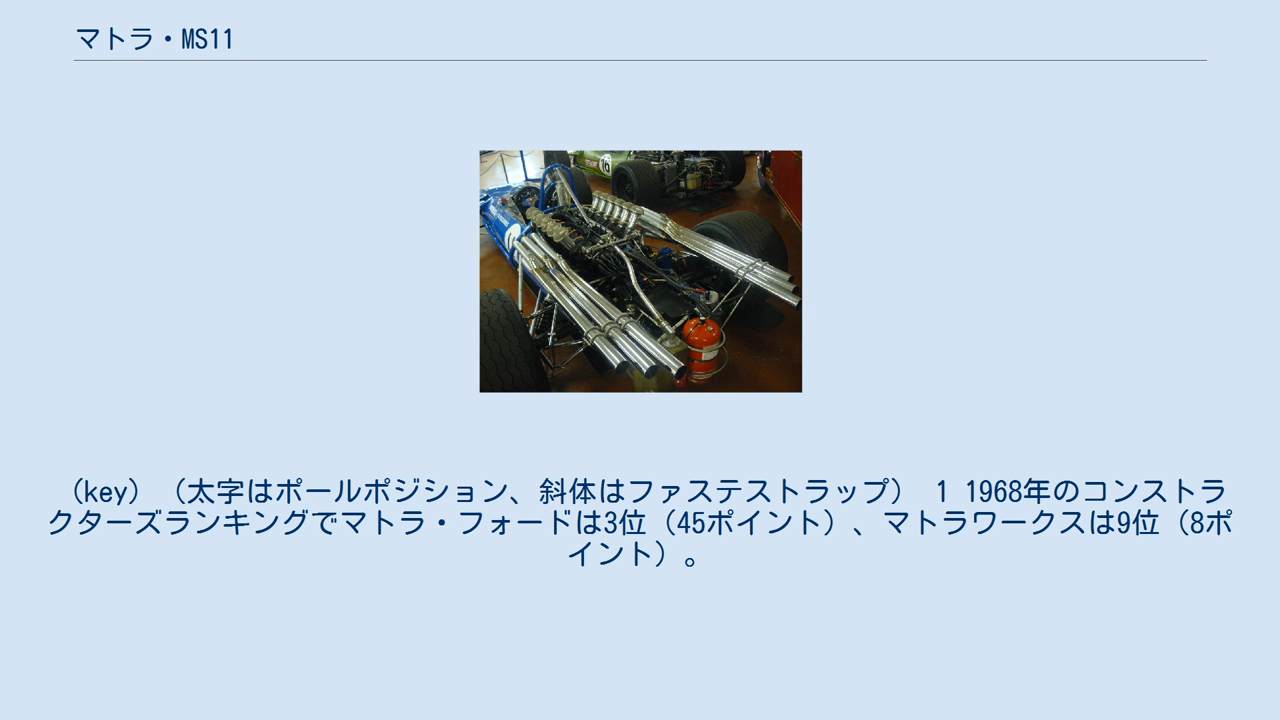 マトラ・MS11
16
（key）（太字はポールポジション、斜体はファステストラップ） 1 1968年のコンストラ
クターズランキングでマトラ・フォードは3位（45ポイント）、マトラワークスは9位（8ポ
イント）。